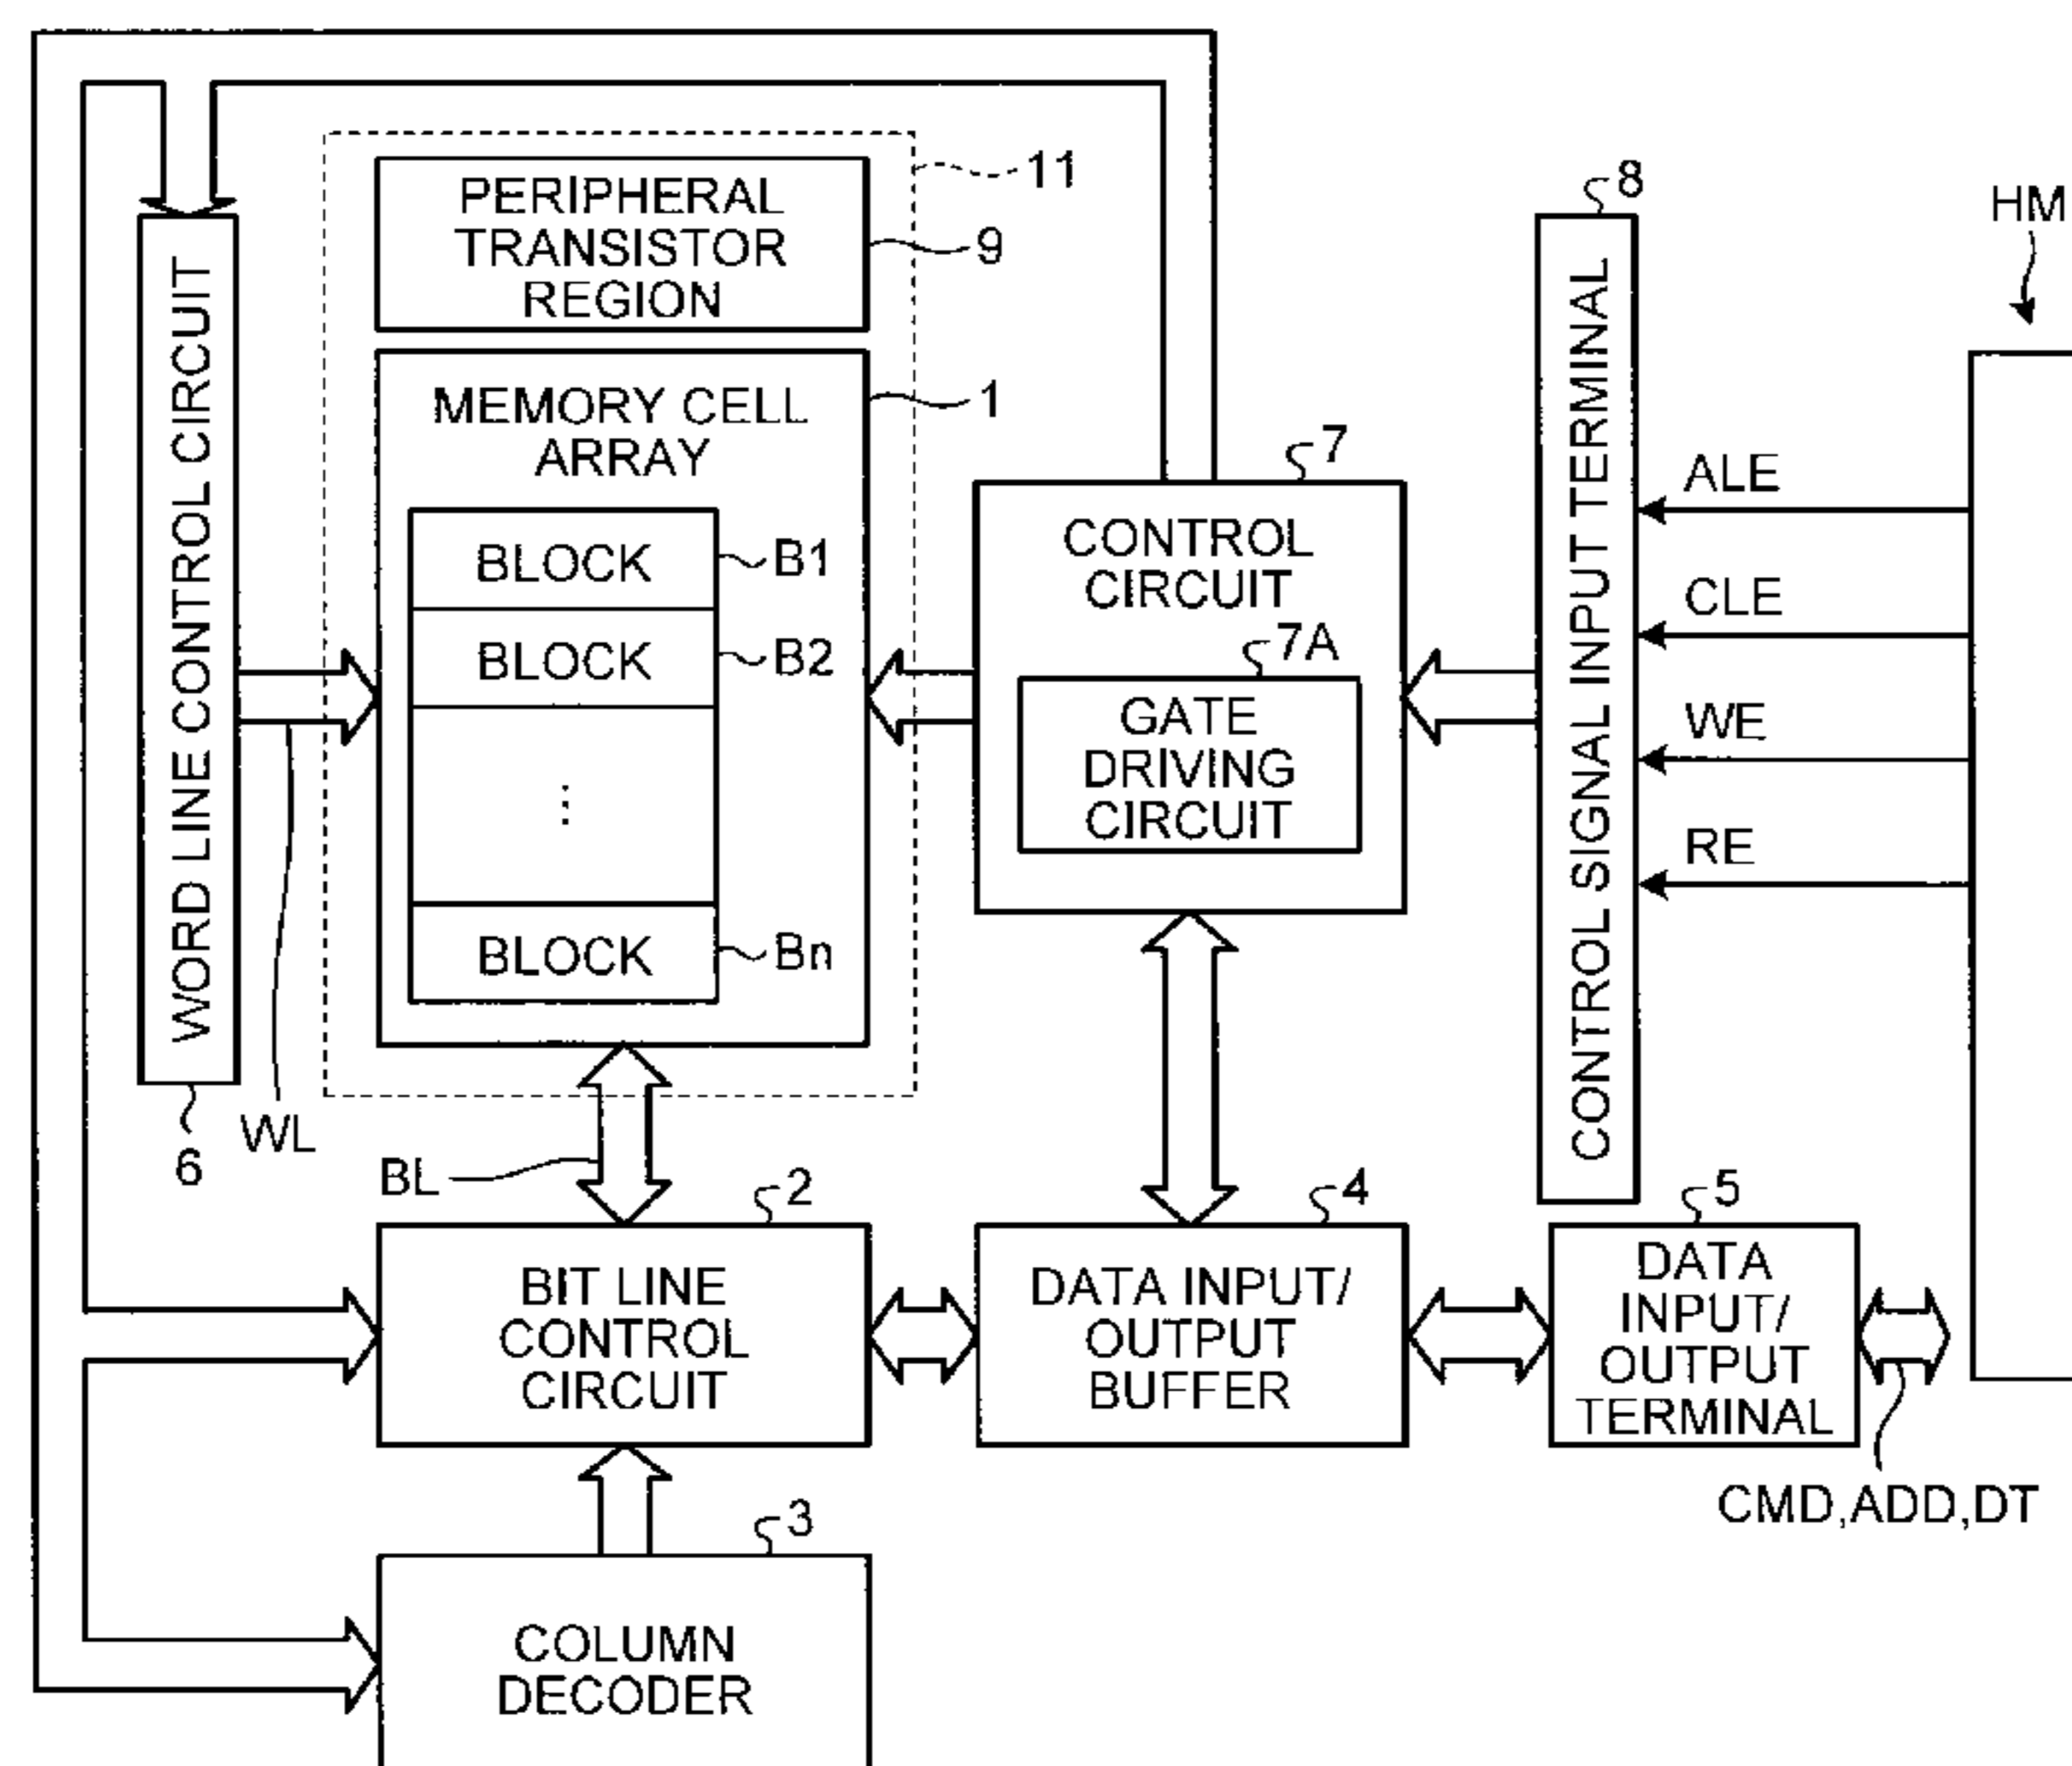 PERIPHERAL
TRANSISTOR
REGION
11
9
8
HM
WORD LINE CONTROL CIRCUIT
MEMORY CELL
ARRAY
1
BLOCK
B1
BLOCK
B2
⋮
BLOCK
Bn
7
CONTROL
CIRCUIT
7A
GATE
DRIVING
CIRCUIT
CONTROL SIGNAL INPUT TERMINAL
ALE
CLE
WE
RE
6
WL
BL
2
BIT LINE
CONTROL
CIRCUIT
4
DATA INPUT/
OUTPUT
BUFFER
5
DATA
INPUT/
OUTPUT
TERMINAL
CMD,ADD,DT
3
COLUMN
DECODER